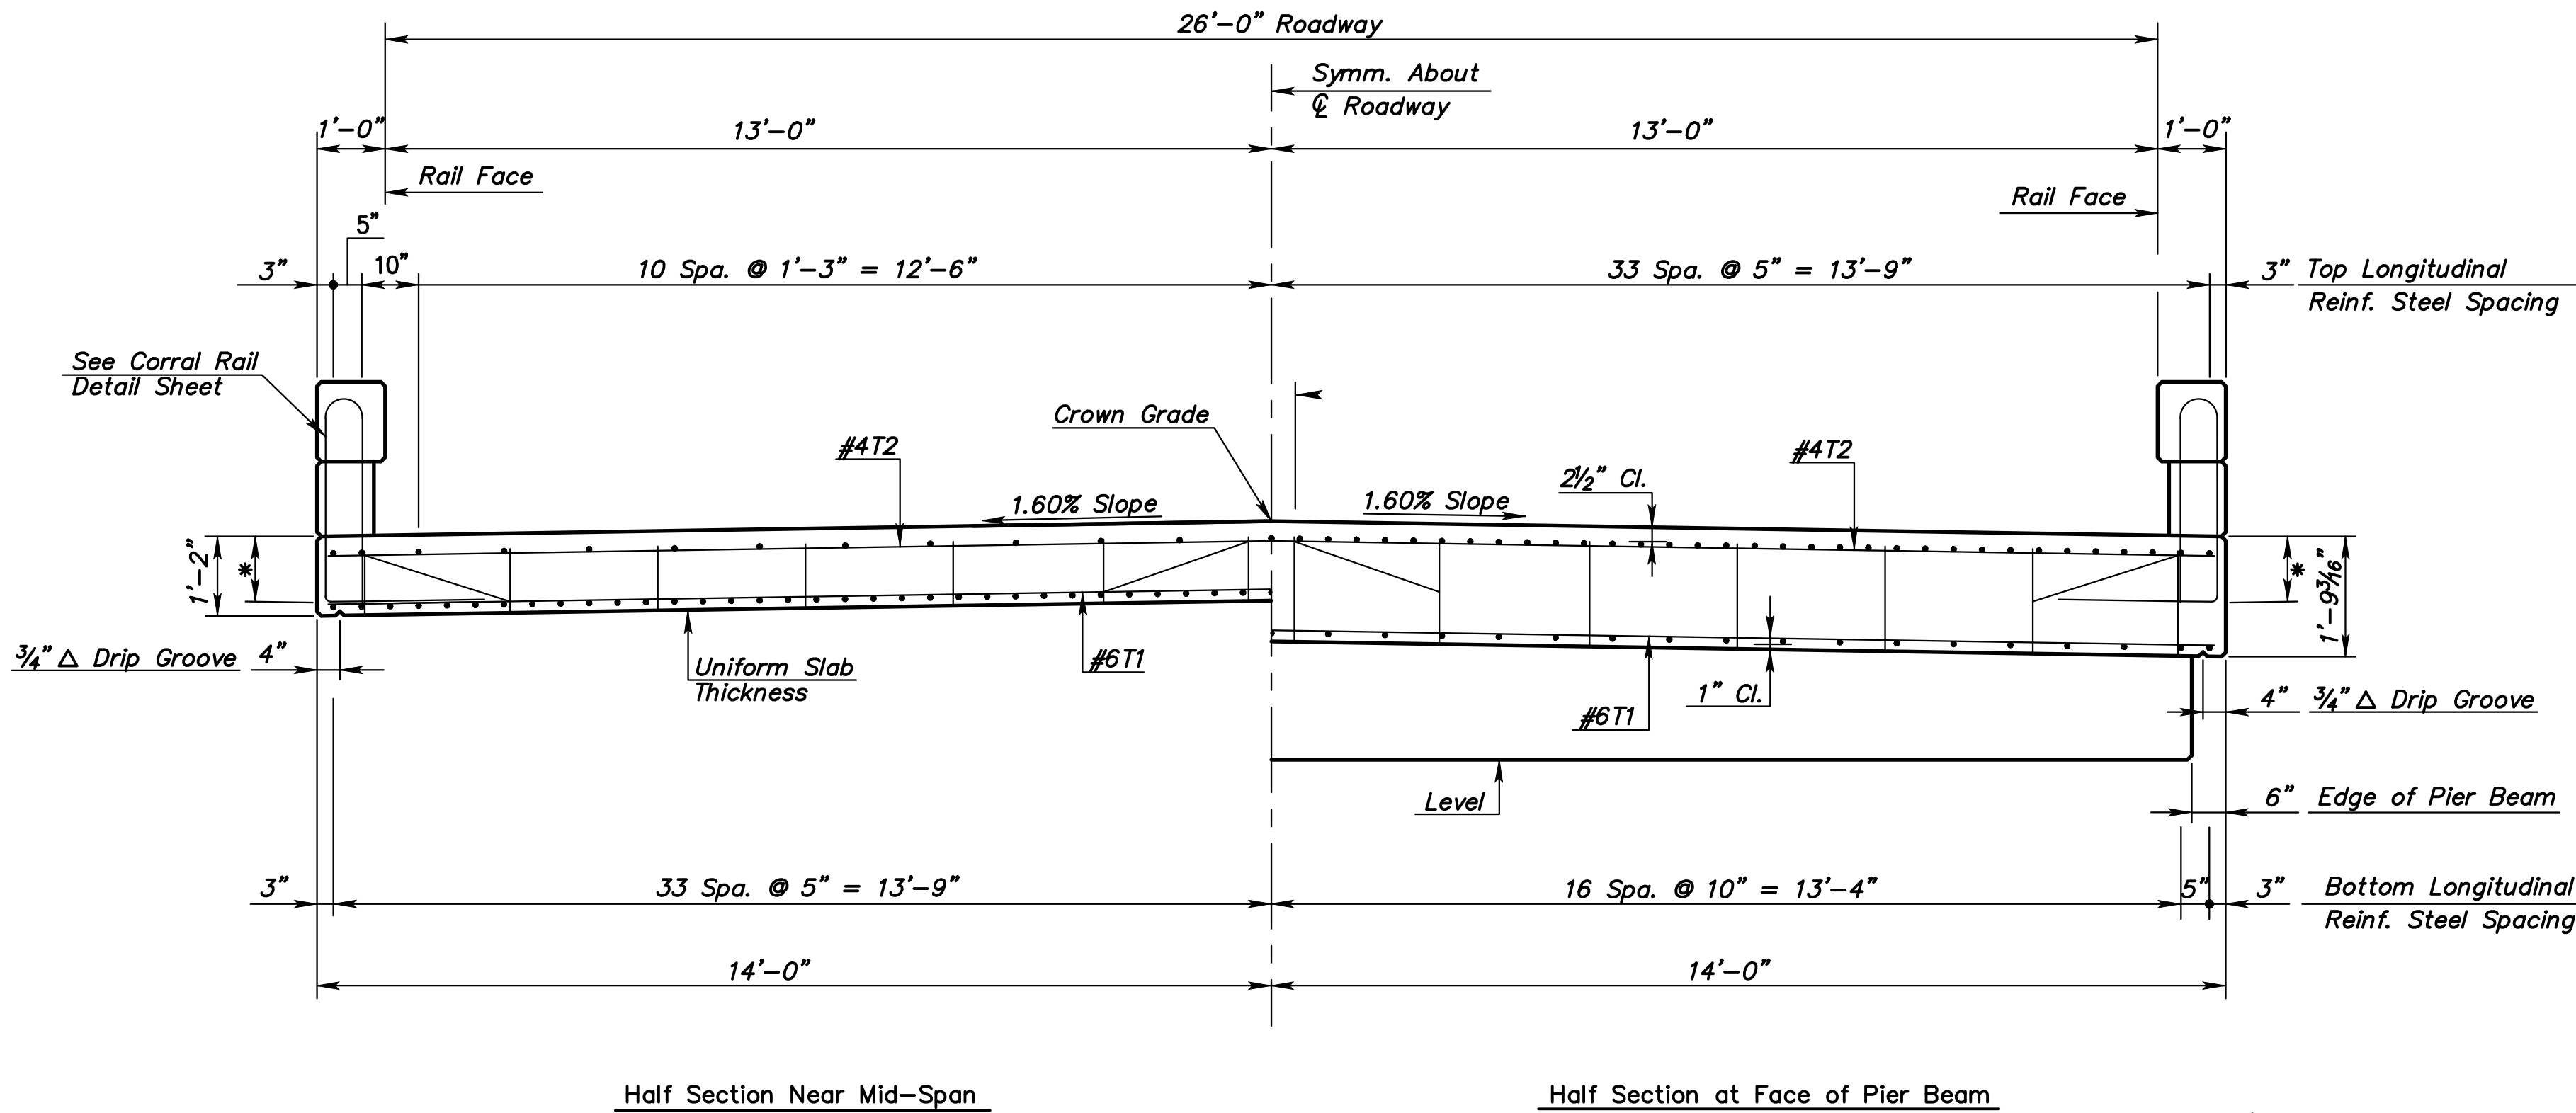 26'-0" Roadway
Symm. About
℄ Roadway
1'-0"
13'-0"
13'-0"
1'-0"
Rail Face
Rail Face
5"
3"
10"
10 Spa. @ 1'-3" = 12'-6"
33 Spa. @ 5" = 13'-9"
3"
Top Longitudinal
Reinf. Steel Spacing
See Corral Rail
Detail Sheet
Crown Grade
#4T2
#4T2
2½" Cl.
1.60% Slope
1.60% Slope
1'-2"
*
*
1'-9³⁄₁₆"
¾" △ Drip Groove
4"
Uniform Slab
Thickness
#6T1
#6T1
1" Cl.
4"
¾" △ Drip Groove
Level
6"
Edge of Pier Beam
3"
33 Spa. @ 5" = 13'-9"
16 Spa. @ 10" = 13'-4"
5"
3"
Bottom Longitudinal
Reinf. Steel Spacing
14'-0"
14'-0"
Half Section Near Mid-Span
Half Section at Face of Pier Beam